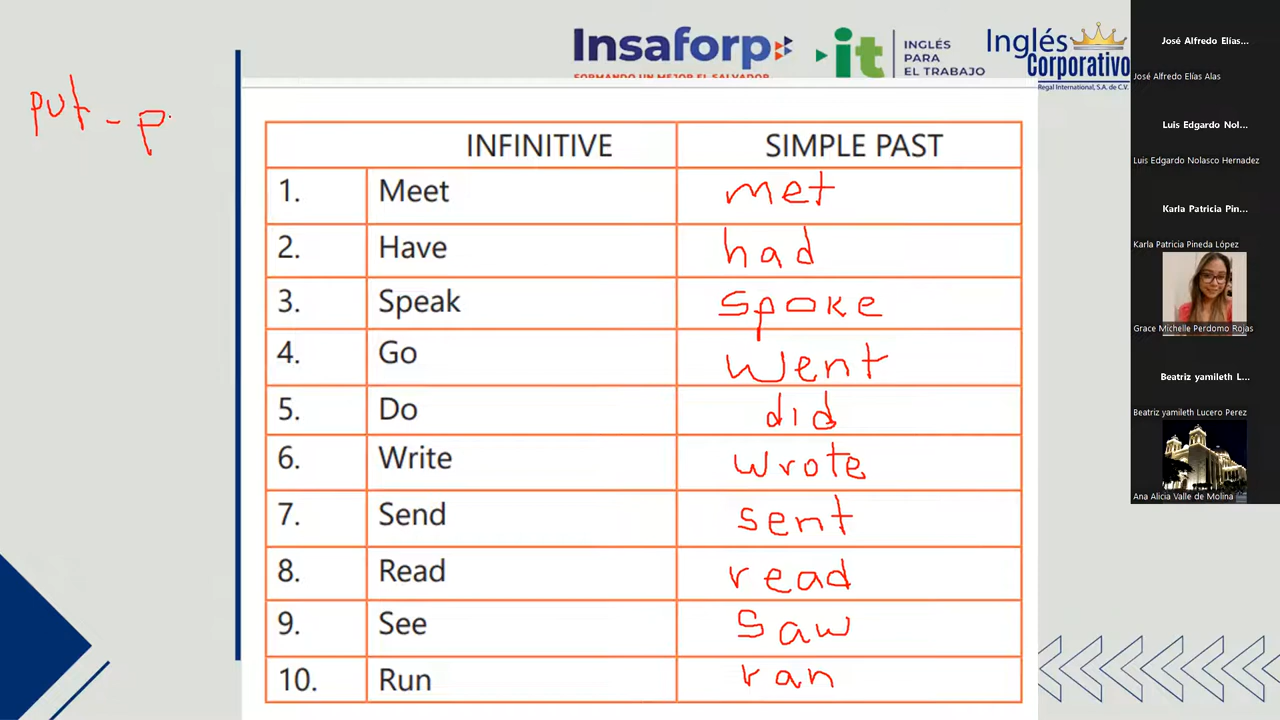 put - p
Insaforp
FORMANDO UN MEJOR EL SALVADOR
it
INGLÉS
PARA
EL TRABAJO
Inglés
Corporativo
Regal International, S.A. de C.V.
INFINITIVE SIMPLE PAST
1. Meet met
2. Have had
3. Speak spoke
4. Go went
5. Do did
6. Write wrote
7. Send sent
8. Read read
9. See saw
10. Run ran
José Alfredo Elías...
José Alfredo Elías Alas
Luis Edgardo Nol...
Luis Edgardo Nolasco Hernadez
Karla Patricia Pin...
Karla Patricia Pineda López
Grace Michelle Perdomo Rojas
Beatriz yamileth L...
Beatriz yamileth Lucero Perez
Ana Alicia Valle de Molina